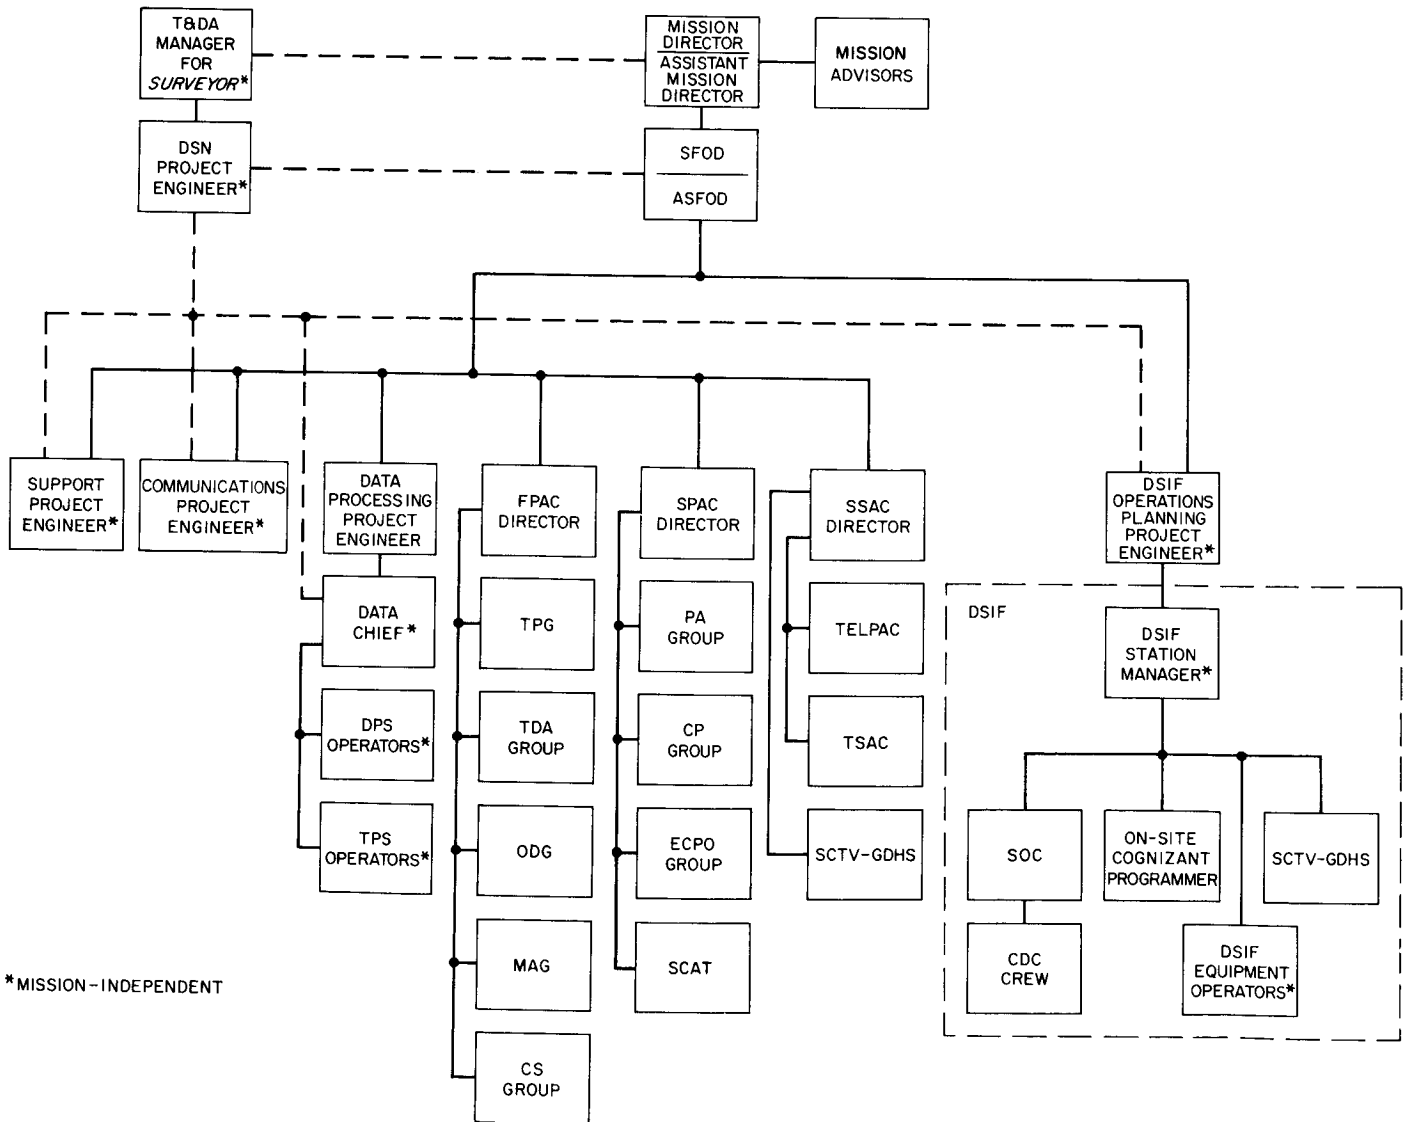 T&DA
MANAGER
FOR
SURVEYOR*
MISSION
DIRECTOR
ASSISTANT
MISSION
DIRECTOR
MISSION
ADVISORS
DSN
PROJECT
ENGINEER*
SFOD
ASFOD
SUPPORT
PROJECT
ENGINEER*
COMMUNICATIONS
PROJECT
ENGINEER*
DATA
PROCESSING
PROJECT
ENGINEER
FPAC
DIRECTOR
SPAC
DIRECTOR
SSAC
DIRECTOR
DSIF
OPERATIONS
PLANNING
PROJECT
ENGINEER*
DATA
CHIEF*
TPG
PA
GROUP
TELPAC
DSIF
DSIF
STATION
MANAGER*
DPS
OPERATORS*
TDA
GROUP
CP
GROUP
TSAC
TPS
OPERATORS*
ODG
ECPO
GROUP
SCTV-GDHS
SOC
ON-SITE
COGNIZANT
PROGRAMMER
SCTV-GDHS
MAG
SCAT
CDC
CREW
DSIF
EQUIPMENT
OPERATORS*
*MISSION-INDEPENDENT
CS
GROUP